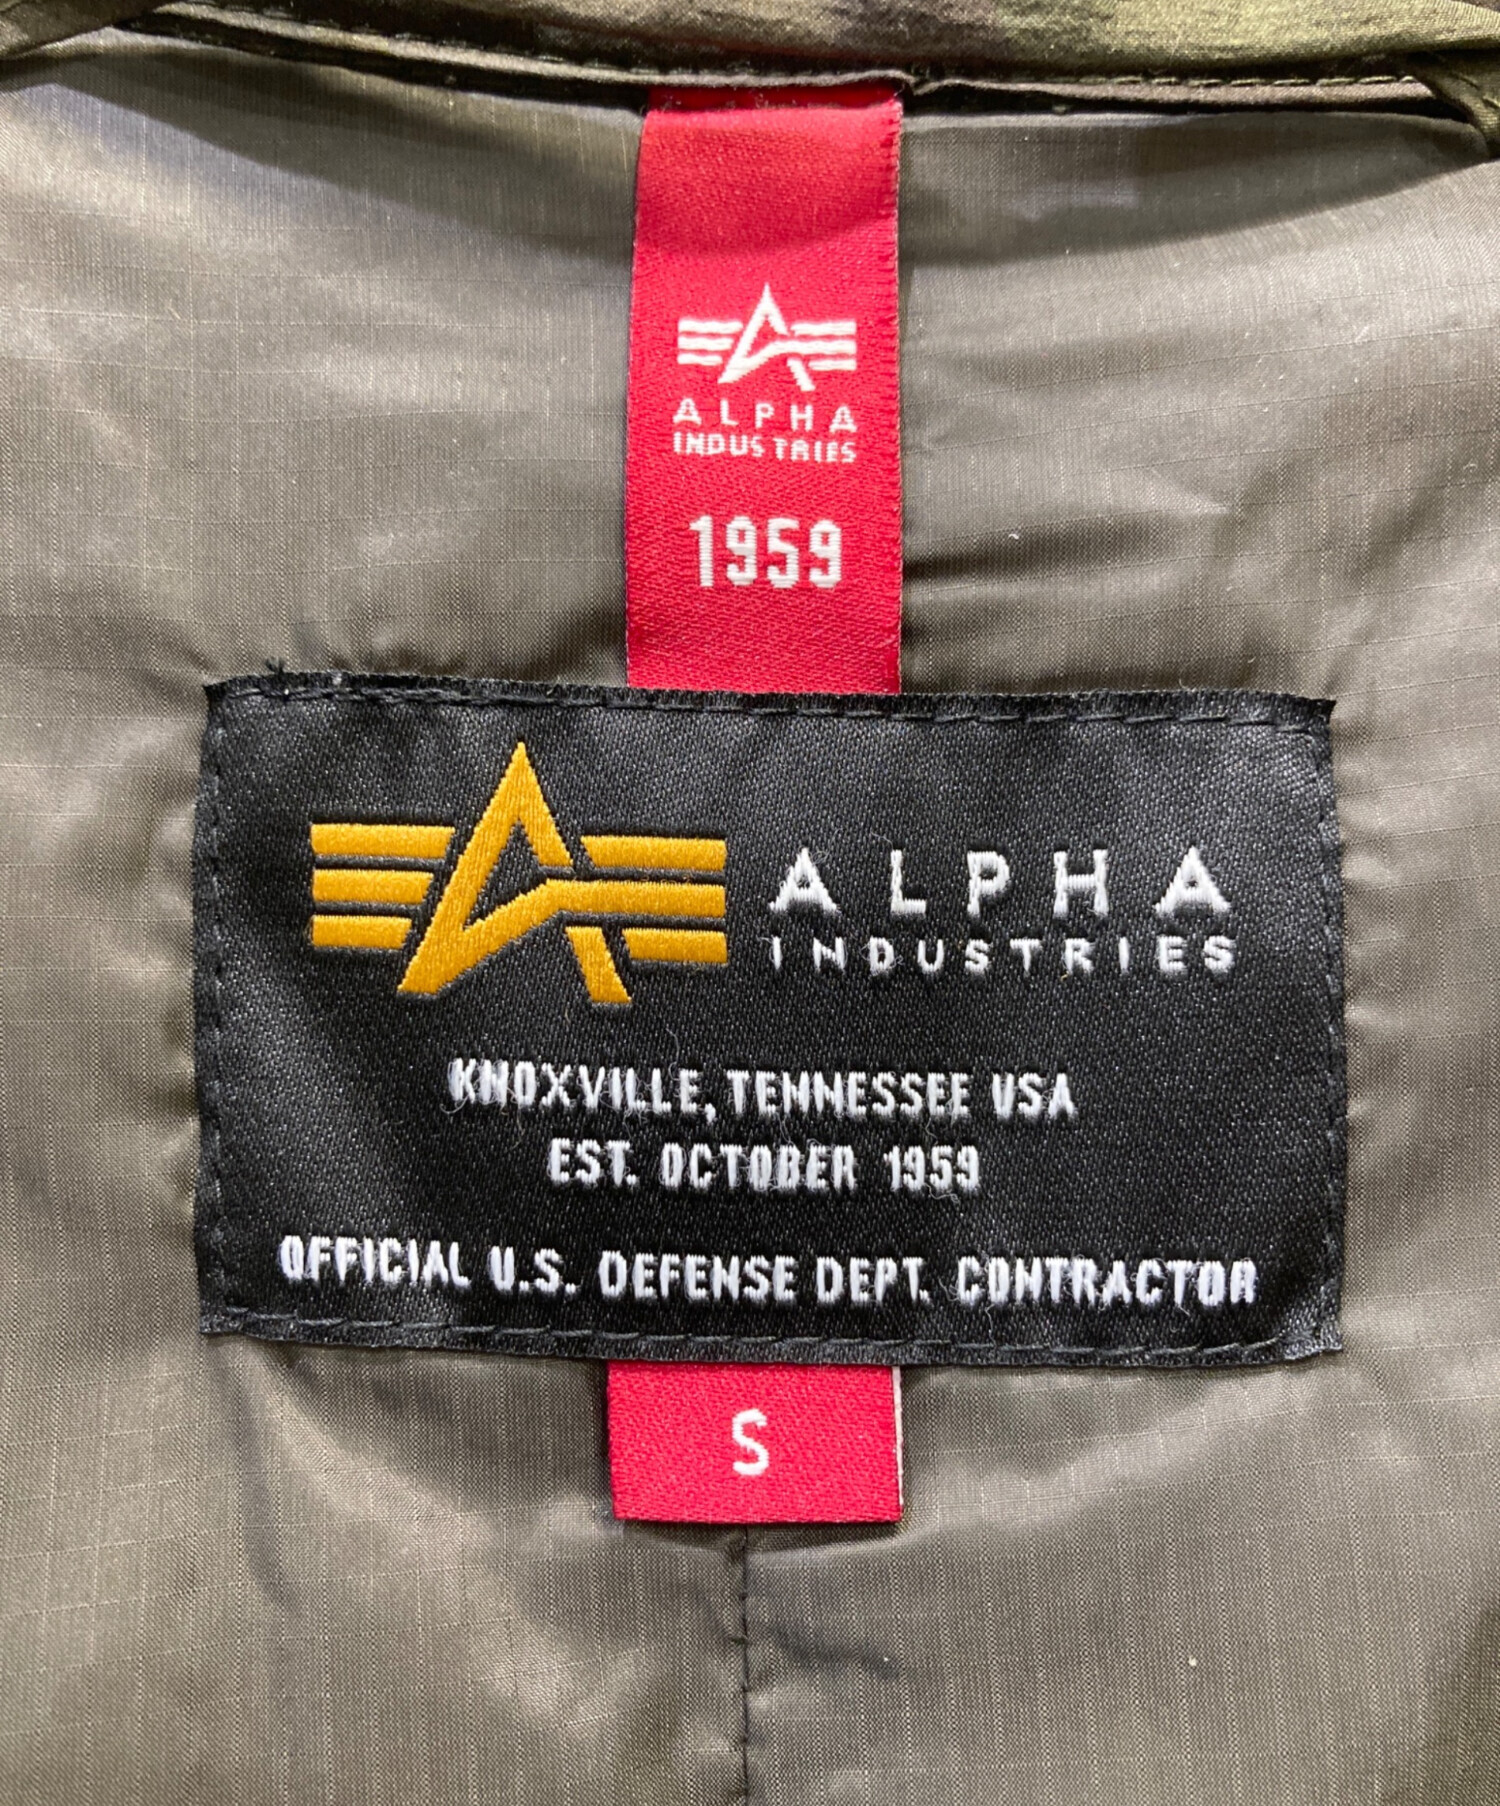 ALPHA
INDUSTRIES
1959
ALPHA
INDUSTRIES
KNOXVILLE, TENNESSEE USA
EST. OCTOBER 1959
OFFICIAL U.S. DEFENSE DEPT. CONTRACTOR
S